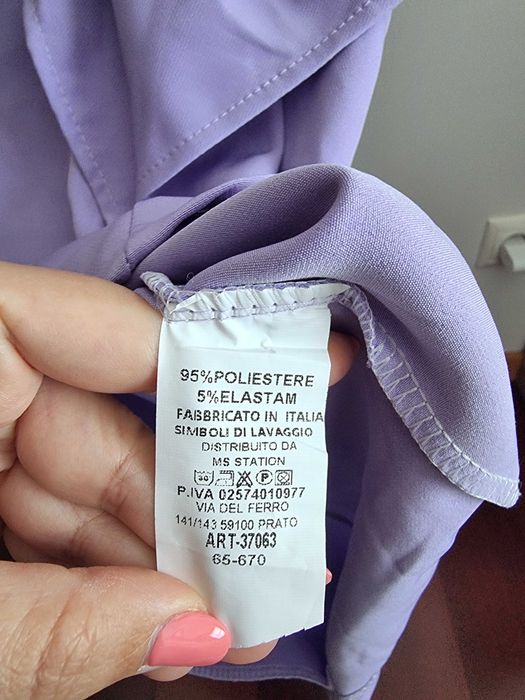 95%POLIESTERE
5%ELASTAM
FABBRICATO IN ITALIA
SIMBOLI DI LAVAGGIO
DISTRIBUITO DA
MS STATION
P.IVA 02574010977
VIA DEL FERRO
141/143 59100 PRATO
ART-37063
65-670